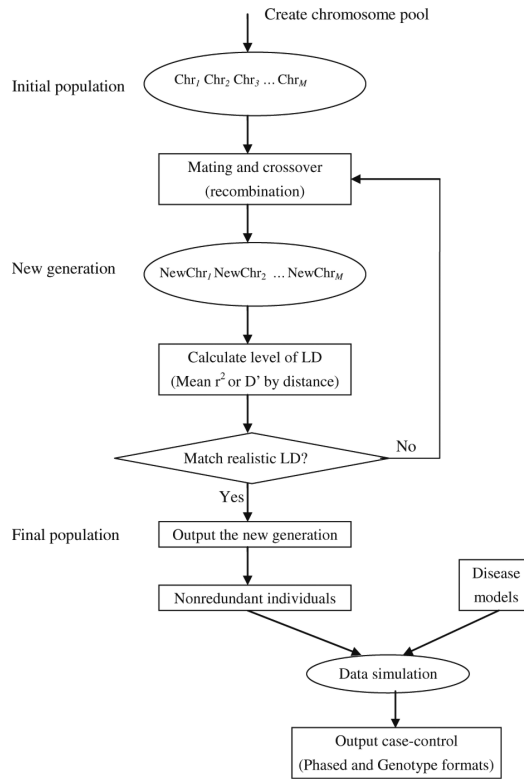 Create chromosome pool
Initial population
Chr₁ Chr₂ Chr₃ … Chr_M
Mating and crossover
(recombination)
New generation
NewChr₁ NewChr₂ … NewChr_M
Calculate level of LD
(Mean r² or D’ by distance)
Match realistic LD?
No
Yes
Final population
Output the new generation
Nonredundant individuals
Disease
models
Data simulation
Output case-control
(Phased and Genotype formats)